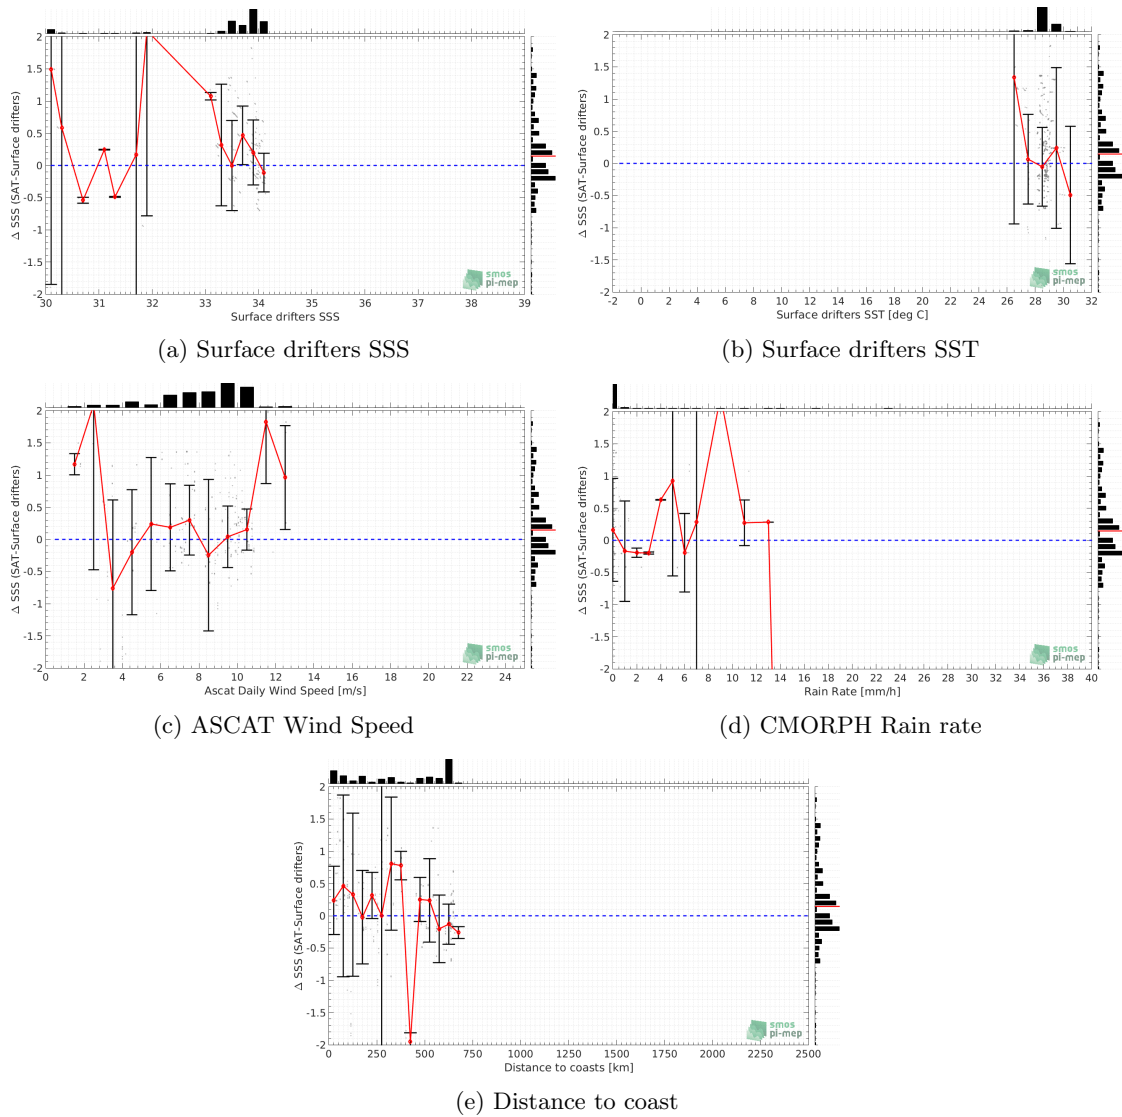 2
1.5
1
0.5
0
-0.5
-1
-1.5
-2
Δ SSS (SAT-Surface drifters)
30 31 32 33 34 35 36 37 38 39
Surface drifters SSS
smos
pi-mep
(a) Surface drifters SSS
2
1.5
1
0.5
0
-0.5
-1
-1.5
-2
Δ SSS (SAT-Surface drifters)
-2 0 2 4 6 8 10 12 14 16 18 20 22 24 26 28 30 32
Surface drifters SST [deg C]
smos
pi-mep
(b) Surface drifters SST
2
1.5
1
0.5
0
-0.5
-1
-1.5
-2
Δ SSS (SAT-Surface drifters)
0 2 4 6 8 10 12 14 16 18 20 22 24
Ascat Daily Wind Speed [m/s]
smos
pi-mep
(c) ASCAT Wind Speed
2
1.5
1
0.5
0
-0.5
-1
-1.5
-2
Δ SSS (SAT-Surface drifters)
0 2 4 6 8 10 12 14 16 18 20 22 24 26 28 30 32 34 36 38 40
Rain Rate [mm/h]
smos
pi-mep
(d) CMORPH Rain rate
2
1.5
1
0.5
0
-0.5
-1
-1.5
-2
Δ SSS (SAT-Surface drifters)
0 250 500 750 1000 1250 1500 1750 2000 2250 2500
Distance to coasts [km]
smos
pi-mep
(e) Distance to coast